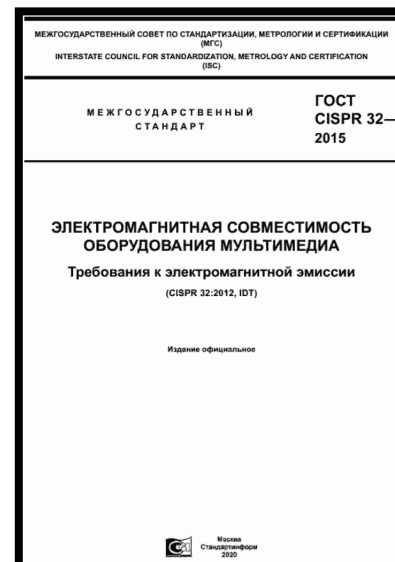 МЕЖГОСУДАРСТВЕННЫЙ СОВЕТ ПО СТАНДАРТИЗАЦИИ, МЕТРОЛОГИИ И СЕРТИФИКАЦИИ
(МГС)
INTERSTATE COUNCIL FOR STANDARDIZATION, METROLOGY AND CERTIFICATION
(ISC)
МЕЖГОСУДАРСТВЕННЫЙ
СТАНДАРТ
ГОСТ
CISPR 32—
2015
ЭЛЕКТРОМАГНИТНАЯ СОВМЕСТИМОСТЬ
ОБОРУДОВАНИЯ МУЛЬТИМЕДИА
Требования к электромагнитной эмиссии
(CISPR 32:2012, IDT)
Издание официальное
Москва
Стандартинформ
2020